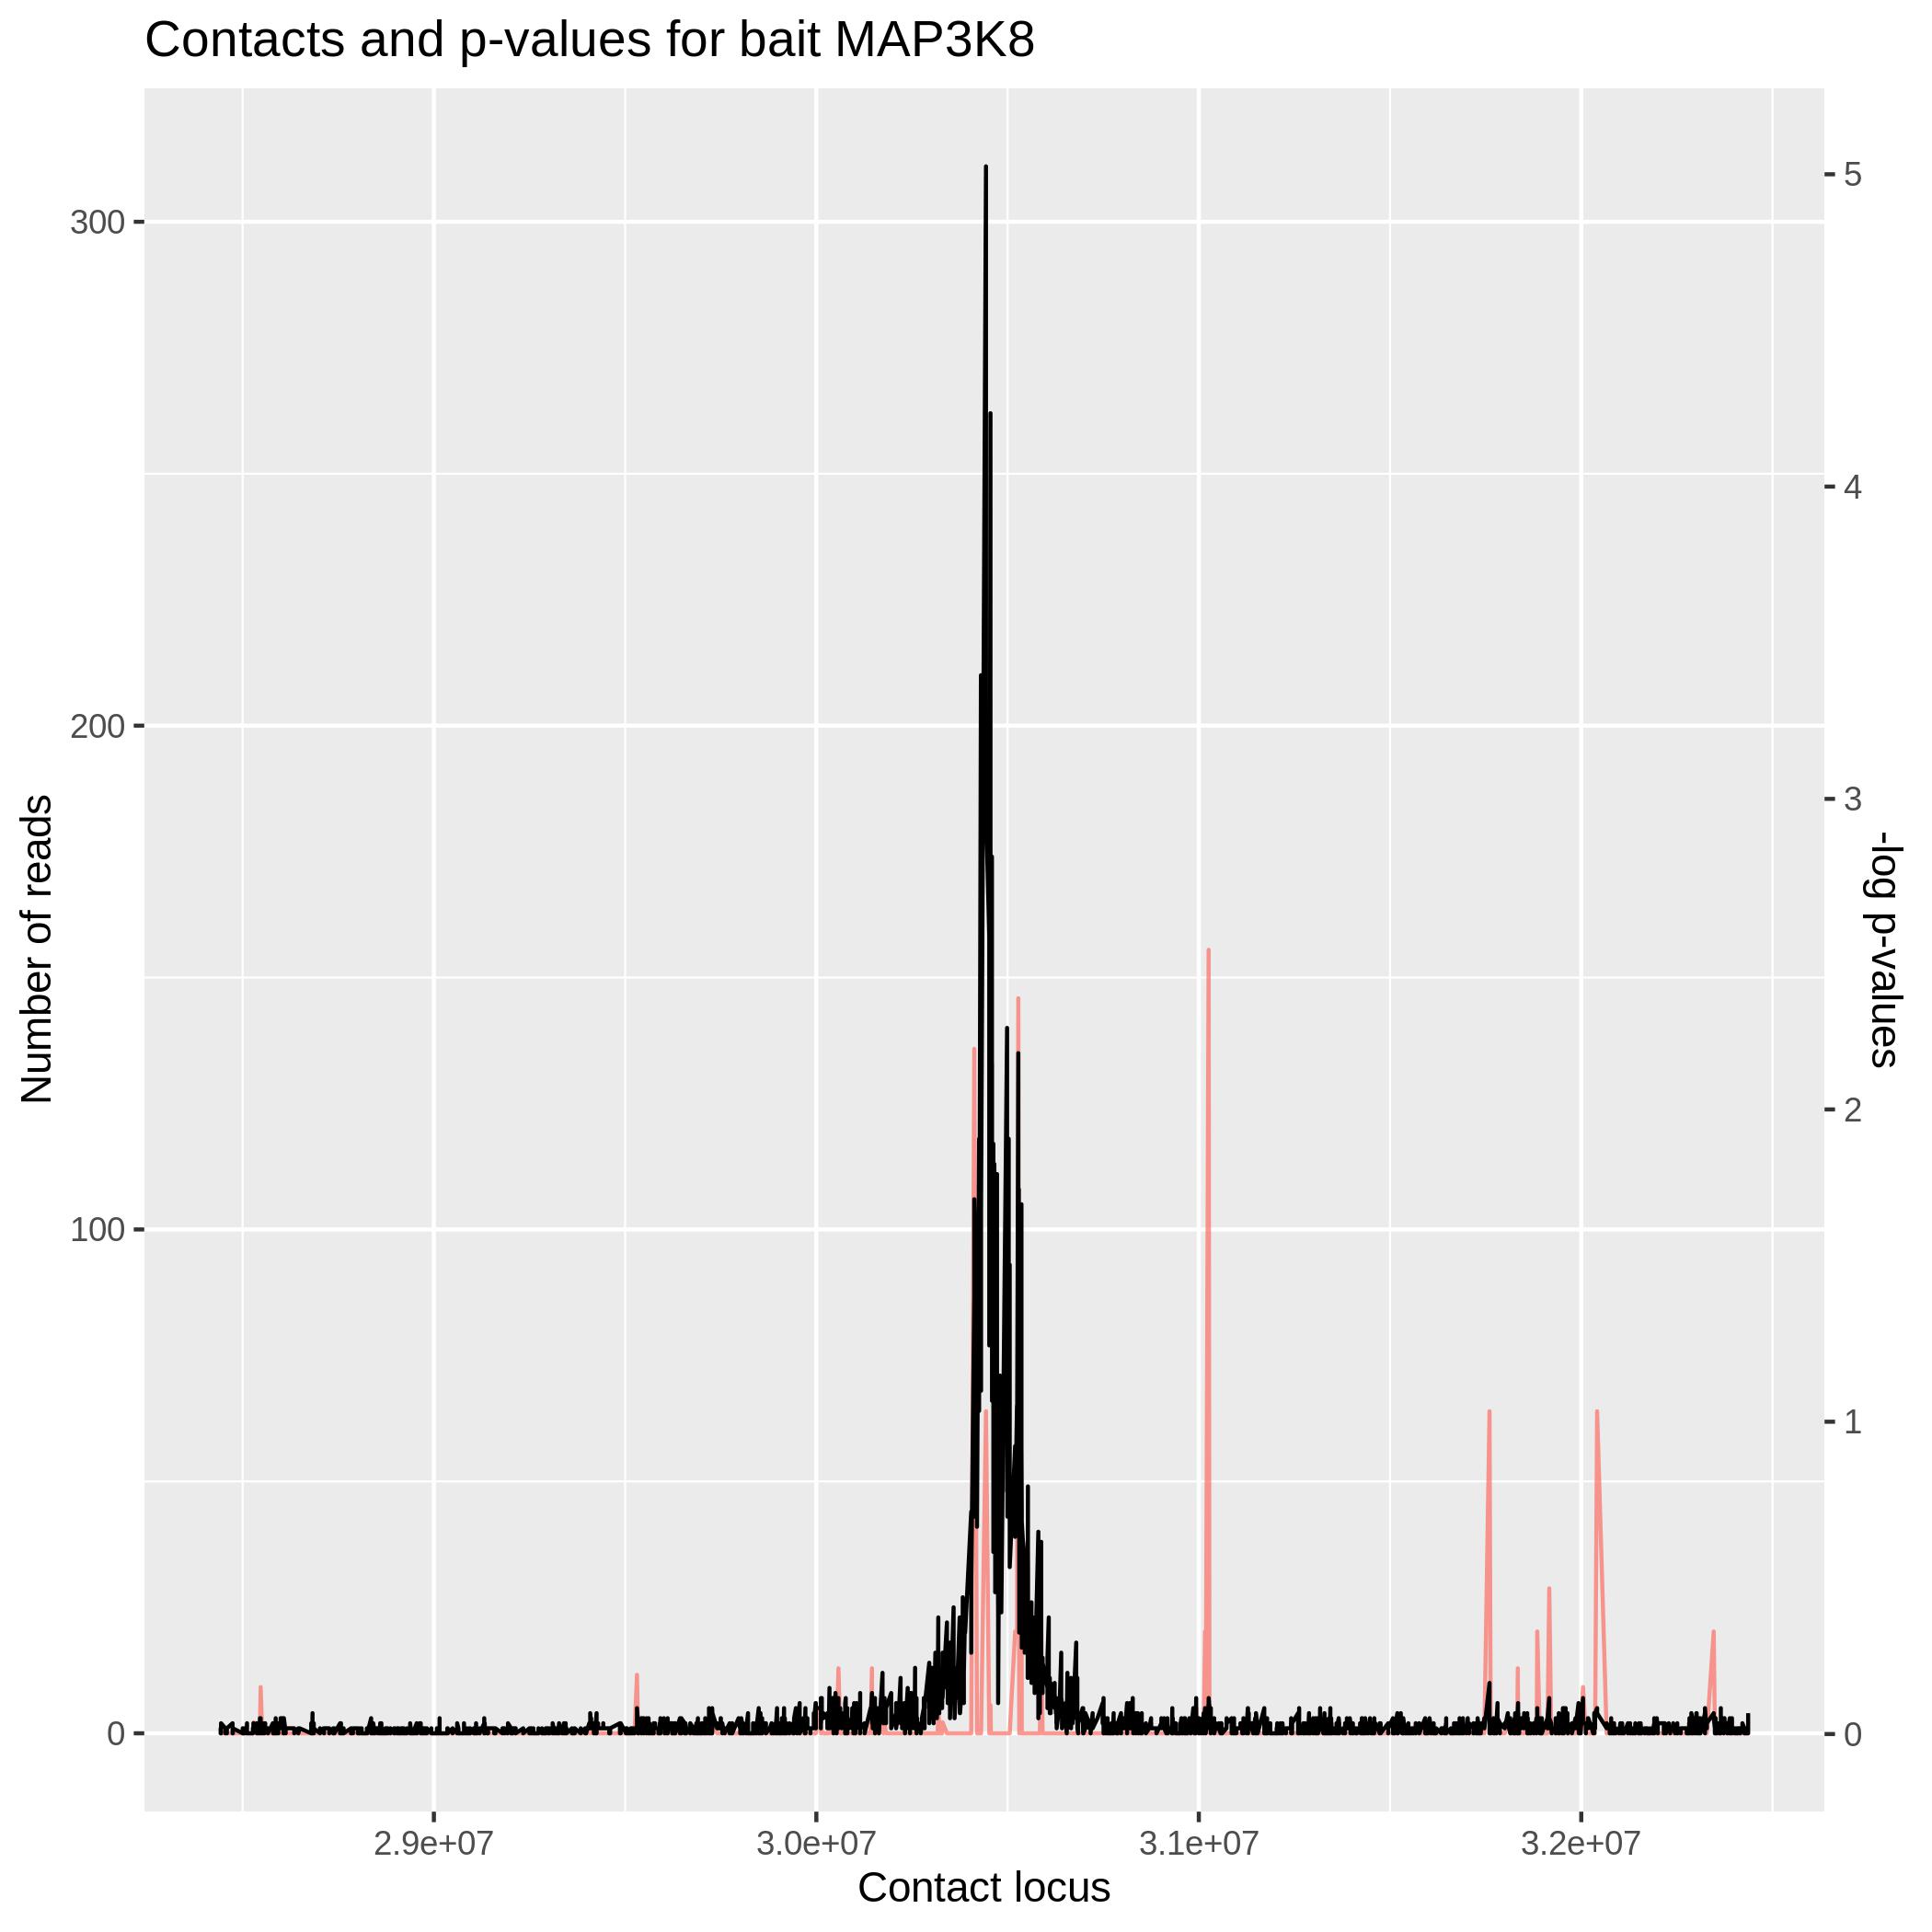 Contacts and p-values for bait MAP3K8
Number of reads
300
200
100
0
5
4
3
2
1
0
-log p-values
2.9e+07
3.0e+07
3.1e+07
3.2e+07
Contact locus